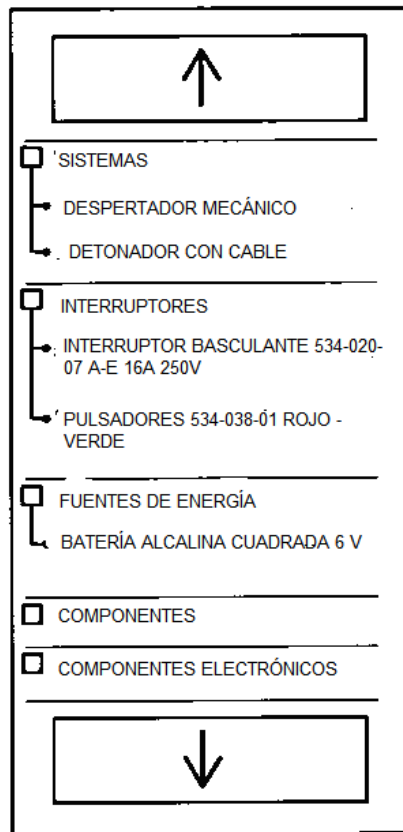 SISTEMAS
DESPERTADOR MECÁNICO
DETONADOR CON CABLE
INTERRUPTORES
INTERRUPTOR BASCULANTE 534-020-
07 A-E 16A 250V
PULSADORES 534-038-01 ROJO -
VERDE
FUENTES DE ENERGÍA
BATERÍA ALCALINA CUADRADA 6 V
COMPONENTES
COMPONENTES ELECTRÓNICOS